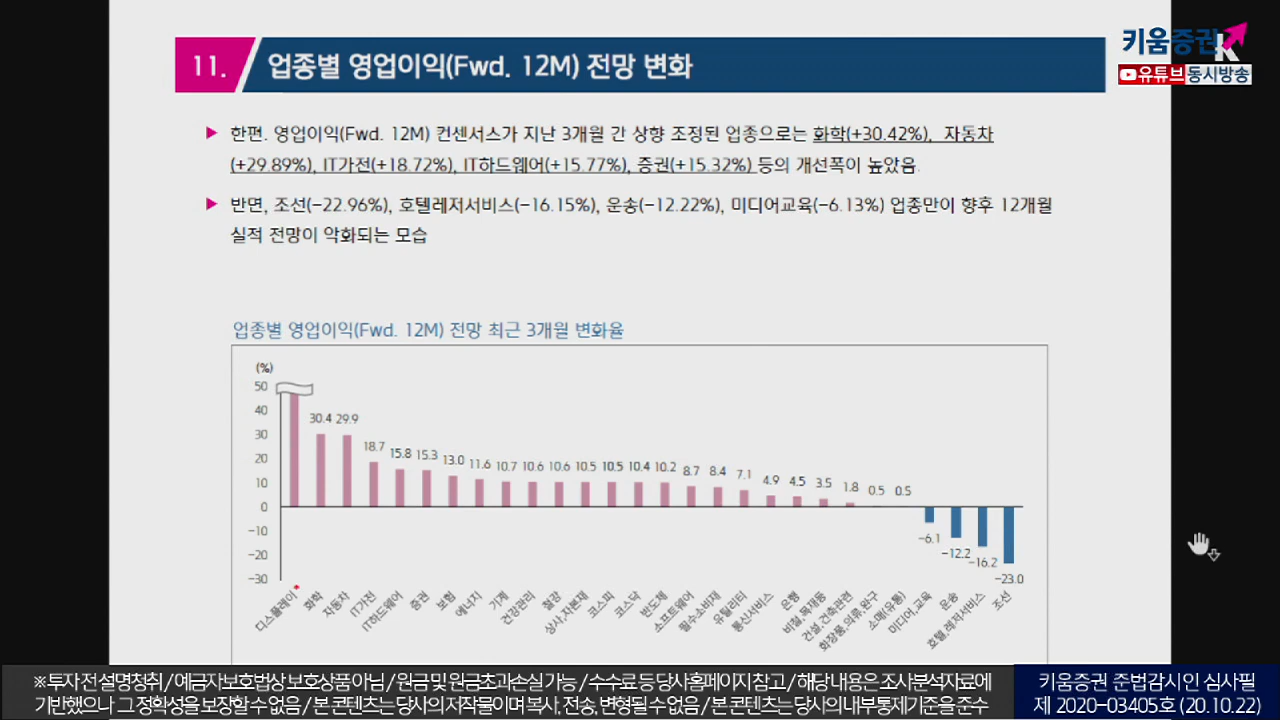 키움증권
K
유튜브 동시방송
11. 업종별 영업이익(Fwd. 12M) 전망 변화
▶ 한편. 영업이익(Fwd. 12M) 컨센서스가 지난 3개월 간 상향 조정된 업종으로는 화학(+30.42%), 자동차
(+29.89%), IT가전(+18.72%), IT하드웨어(+15.77%), 증권(+15.32%) 등의 개선폭이 높았음.
▶ 반면, 조선(-22.96%), 호텔레저서비스(-16.15%), 운송(-12.22%), 미디어교육(-6.13%) 업종만이 향후 12개월
실적 전망이 악화되는 모습
업종별 영업이익(Fwd. 12M) 전망 최근 3개월 변화율
(%)
50
40
30
20
10
0
-10
-20
-30
30.4 29.9 18.7 15.8 15.3 13.0 11.6 10.7 10.6 10.6 10.5 10.5 10.4 10.2 8.7 8.4 7.1 4.9 4.5 3.5 1.8 0.5 0.5 -6.1 -12.2 -16.2 -23.0
디스플레이*
화학
자동차
IT가전
IT하드웨어
증권
보험
에너지
기계
건강관리
철강
상사,자본재
코스피
코스닥
반도체
소프트웨어
필수소비재
유틸리티
통신서비스
은행
비철,목재등
건설,건축관련
화장품,의류,완구
소매(유통)
미디어,교육
운송
호텔,레저서비스
조선
※ 투자 전 설명청취 / 예금자보호법상 보호상품 아님 / 원금 및 원금초과손실 가능 / 수수료 등 당사홈페이지 참고 / 해당 내용은 조사분석자료에
기반했으나 그 정확성을 보장할 수 없음 / 본 콘텐츠는 당사의 저작물이며 복사, 전송, 변형될 수 없음 / 본 콘텐츠는 당사의 내부통제기준을 준수
키움증권 준법감시인 심사필
제 2020-03405호 (20.10.22)